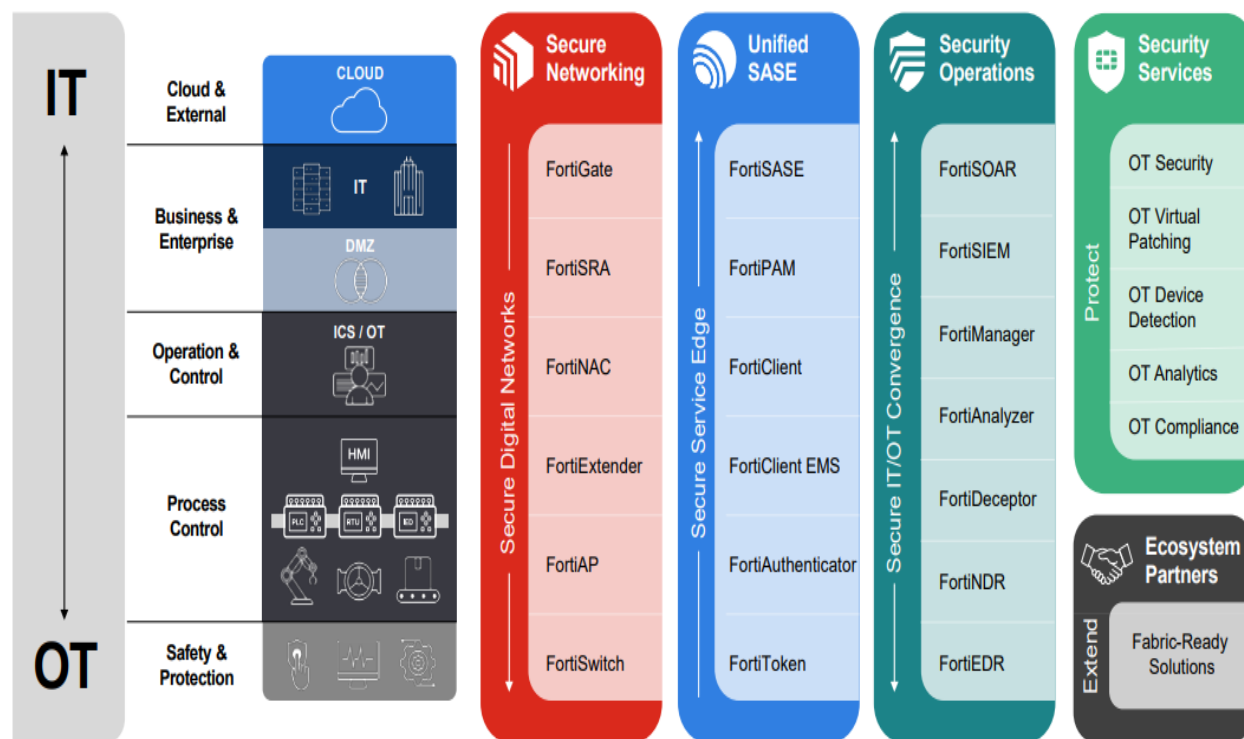 IT
OT
Cloud &
External
Business &
Enterprise
Operation &
Control
Process
Control
Safety &
Protection
CLOUD
IT
DMZ
ICS / OT
HMI
PLC
RTU
IED
Secure
Networking
Secure Digital Networks
FortiGate
FortiSRA
FortiNAC
FortiExtender
FortiAP
FortiSwitch
Unified
SASE
Secure Service Edge
FortiSASE
FortiPAM
FortiClient
FortiClient EMS
FortiAuthenticator
FortiToken
Security
Operations
Secure IT/OT Convergence
FortiSOAR
FortiSIEM
FortiManager
FortiAnalyzer
FortiDeceptor
FortiNDR
FortiEDR
Security
Services
Protect
OT Security
OT Virtual
Patching
OT Device
Detection
OT Analytics
OT Compliance
Ecosystem
Partners
Extend
Fabric-Ready
Solutions